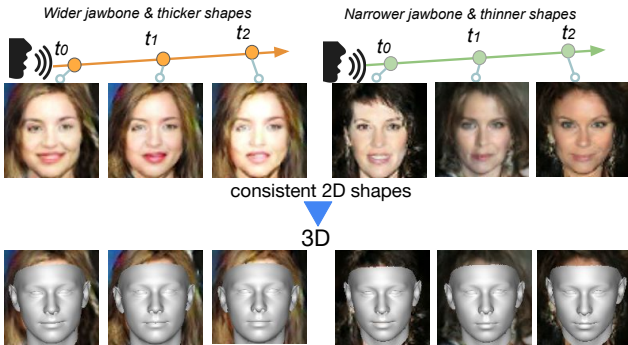 Wider jawbone & thicker shapes
Narrower jawbone & thinner shapes
t0 t1 t2
t0 t1 t2
consistent 2D shapes
3D